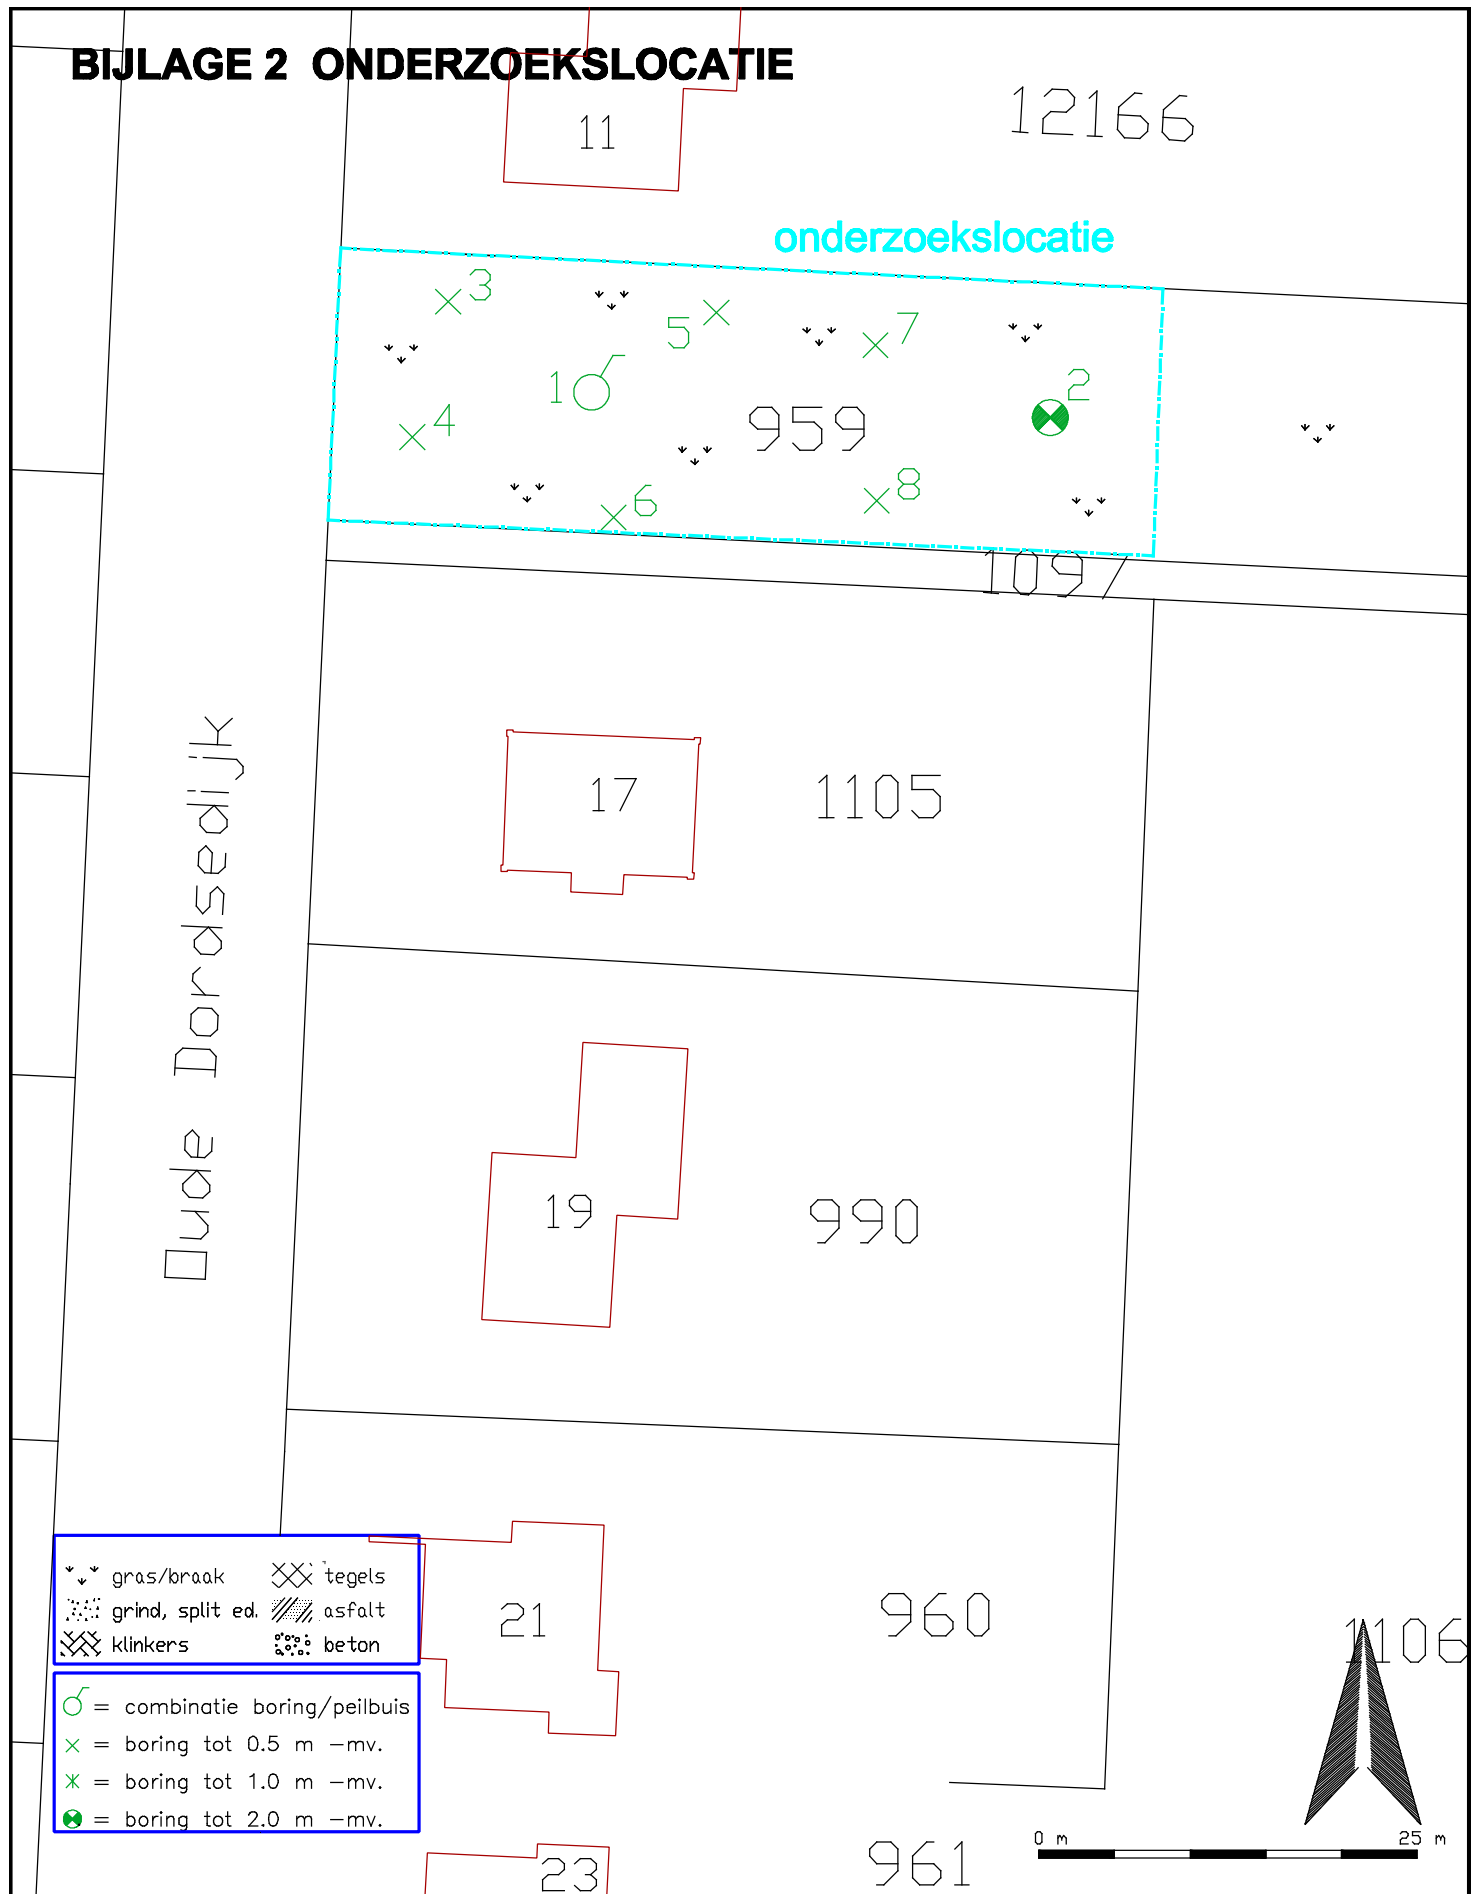 BIJLAGE 2 ONDERZOEKSLOCATIE
11
12166
onderzoekslocatie
3
5
7
1
2
4
959
6
8
1097
Oude Dordsedijk
17
1105
19
990
21
960
1106
gras/braak
tegels
grind, split ed.
asfalt
klinkers
beton
= combinatie boring/peilbuis
= boring tot 0.5 m -mv.
= boring tot 1.0 m -mv.
= boring tot 2.0 m -mv.
0 m
25 m
23
961